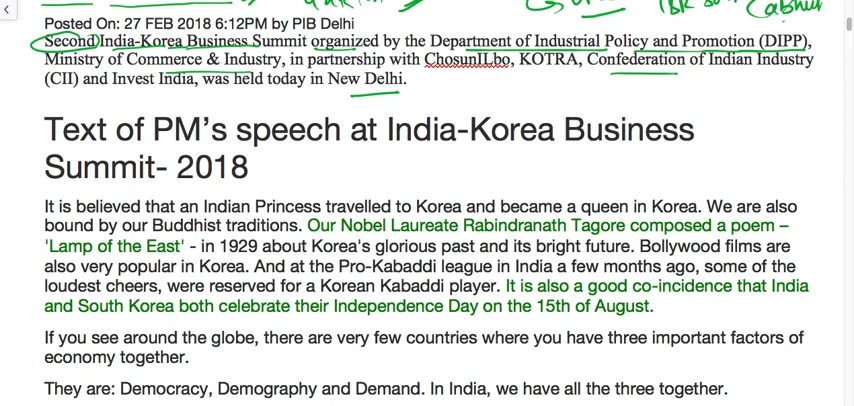 Posted On: 27 FEB 2018 6:12PM by PIB Delhi
Second India-Korea Business Summit organized by the Department of Industrial Policy and Promotion (DIPP),
Ministry of Commerce & Industry, in partnership with ChosunILbo, KOTRA, Confederation of Indian Industry
(CII) and Invest India, was held today in New Delhi.
Text of PM's speech at India-Korea Business
Summit- 2018
It is believed that an Indian Princess travelled to Korea and became a queen in Korea. We are also
bound by our Buddhist traditions. Our Nobel Laureate Rabindranath Tagore composed a poem –
'Lamp of the East' - in 1929 about Korea's glorious past and its bright future. Bollywood films are
also very popular in Korea. And at the Pro-Kabaddi league in India a few months ago, some of the
loudest cheers, were reserved for a Korean Kabaddi player. It is also a good co-incidence that India
and South Korea both celebrate their Independence Day on the 15th of August.
If you see around the globe, there are very few countries where you have three important factors of
economy together.
They are: Democracy, Demography and Demand. In India, we have all the three together.